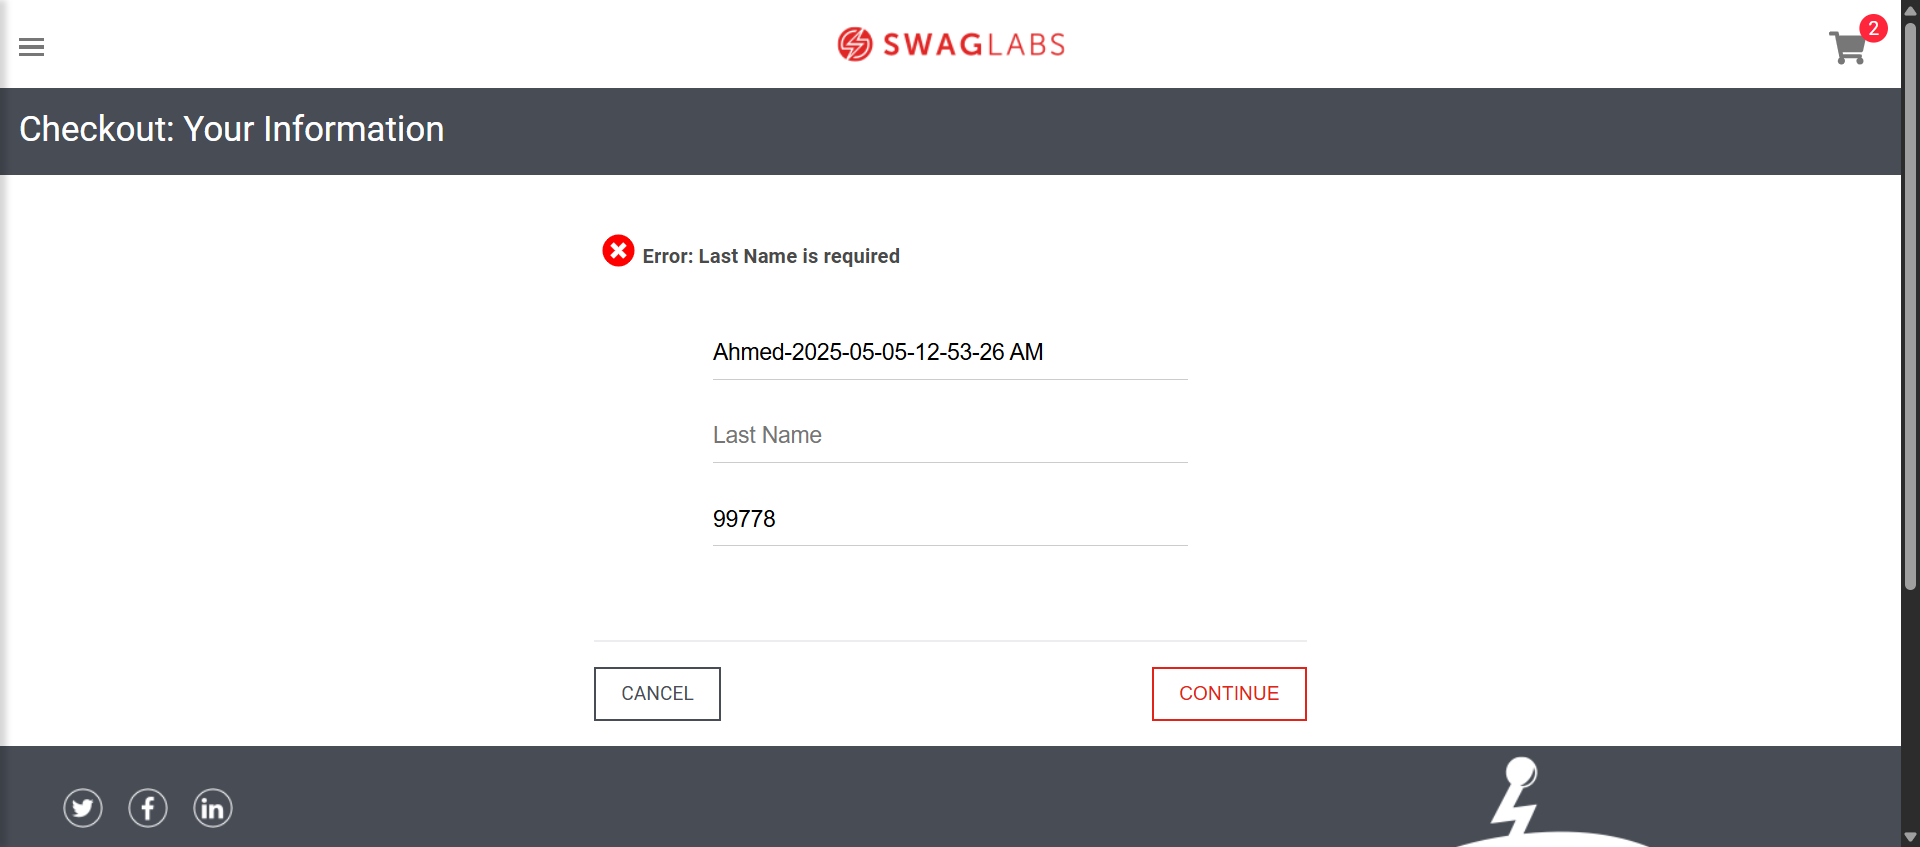 SWAGLABS
2
Checkout: Your Information
Error: Last Name is required
Ahmed-2025-05-05-12-53-26 AM
Last Name
99778
CANCEL
CONTINUE